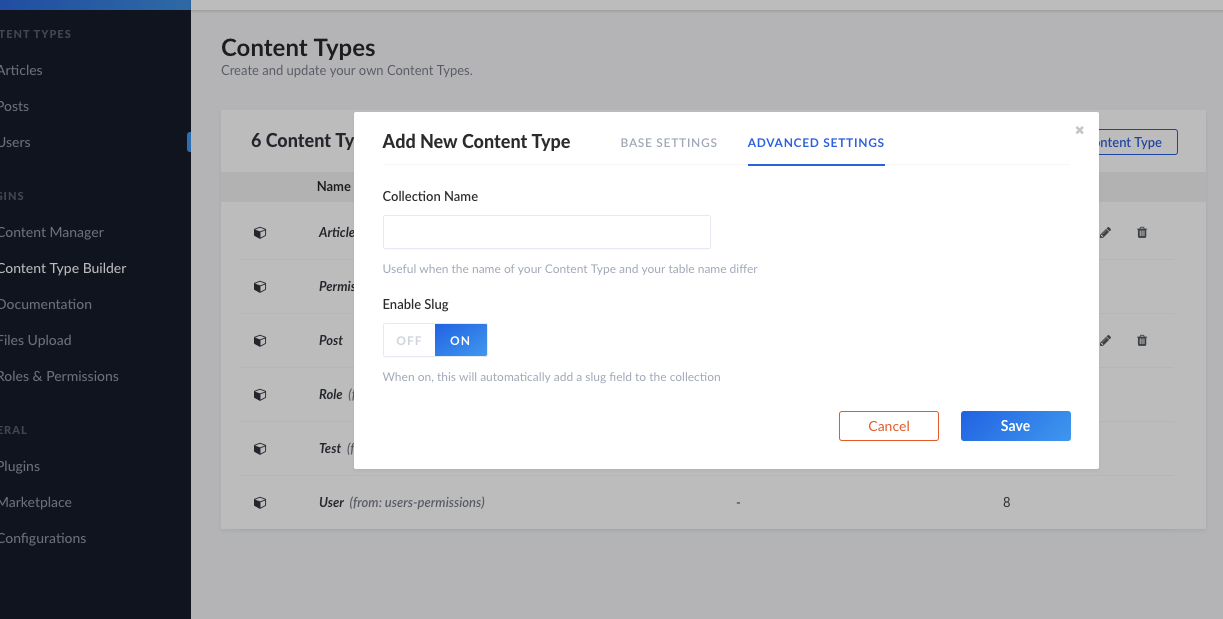 TENT TYPES
Articles
Posts
Users
GINS
Content Manager
Content Type Builder
Documentation
Files Upload
Roles & Permissions
ERAL
Plugins
Marketplace
Configurations
Content Types
Create and update your own Content Types.
6 Content Ty
ontent Type
Name
Article
Permis
Post
Role (f
Test (f
User (from: users-permissions) - 8
Add New Content Type
BASE SETTINGS
ADVANCED SETTINGS
×
Collection Name
Useful when the name of your Content Type and your table name differ
Enable Slug
OFF ON
When on, this will automatically add a slug field to the collection
Cancel
Save